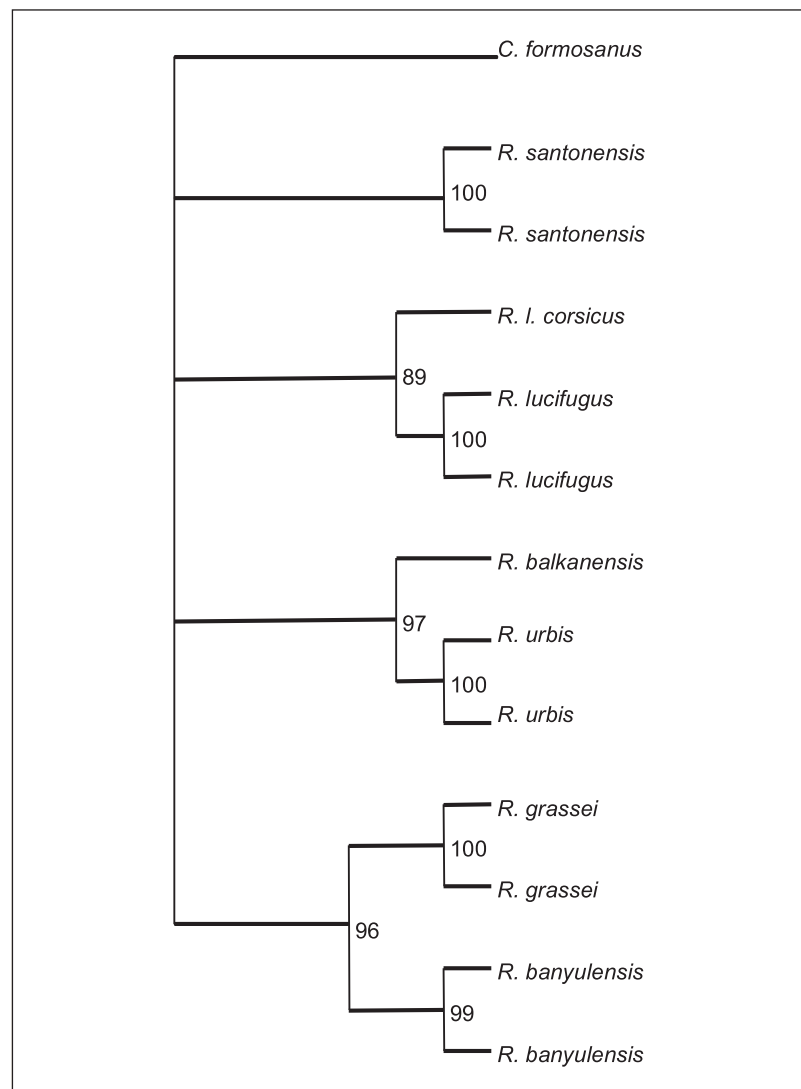 C. formosanus
R. santonensis
100
R. santonensis
R. l. corsicus
89
R. lucifugus
100
R. lucifugus
R. balkanensis
97
R. urbis
100
R. urbis
R. grassei
100
R. grassei
96
R. banyulensis
99
R. banyulensis